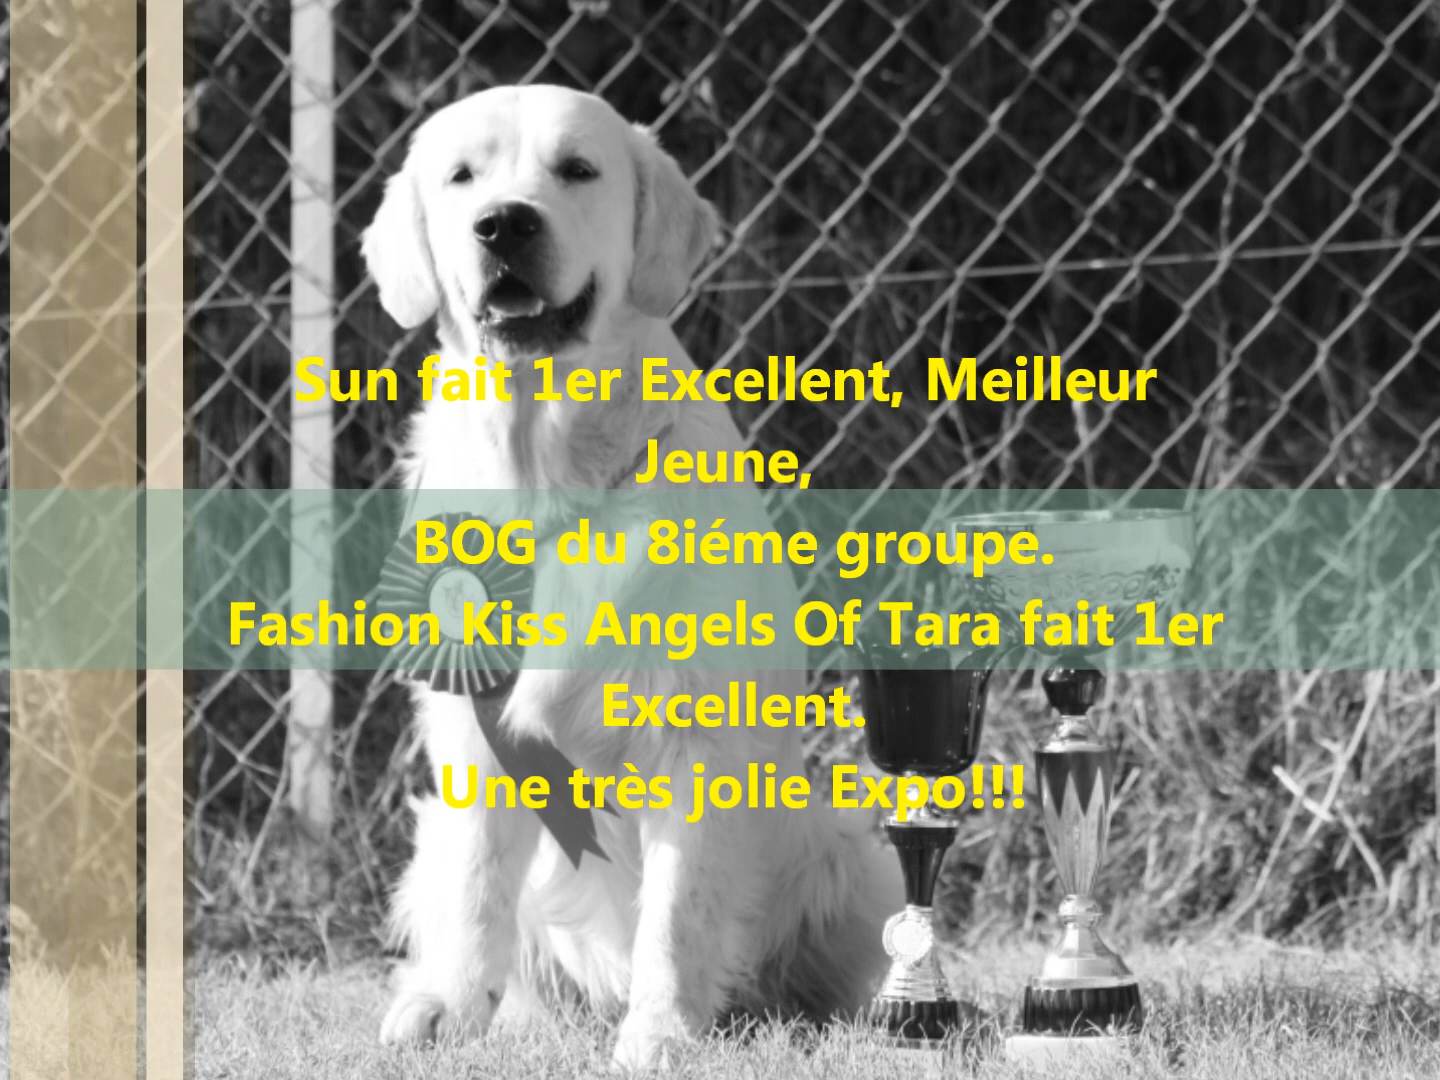 Sun fait 1er Excellent, Meilleur
Jeune,
BOG du 8iéme groupe.
Fashion Kiss Angels Of Tara fait 1er
Excellent.
Une très jolie Expo!!!